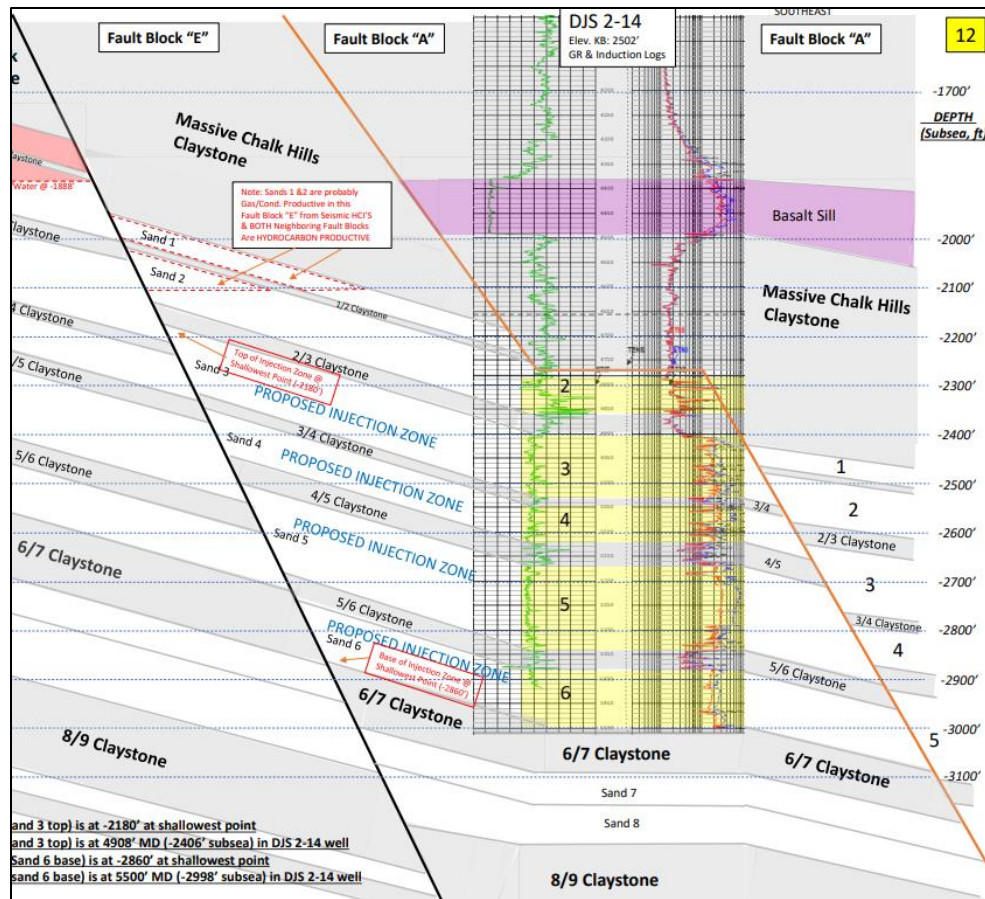 SOUTHEAST
Fault Block "E"
Fault Block "A"
DJS 2-14
Elev. KB: 2502'
GR & Induction Logs
Fault Block "A"
12
k
e
-1700'
DEPTH
(Subsea, ft)
Massive Chalk Hills
Claystone
Claystone
Water @ -1888'
Note: Sands 1 &2 are probably
Gas/Cond. Productive in this
Fault Block "E" from Seismic HCI'S
& BOTH Neighboring Fault Blocks
Are HYDROCARBON PRODUCTIVE
Basalt Sill
-2000'
Claystone
Sand 1
Sand 2
1/2 Claystone
-2100'
Massive Chalk Hills
Claystone
4 Claystone
-2200'
2/3 Claystone
Top of Injection Zone @
Shallowest Point (-2180')
Sand 3
/5 Claystone
PROPOSED INJECTION ZONE
2
-2300'
3/4 Claystone
-2400'
Sand 4
PROPOSED INJECTION ZONE
3
1
5/6 Claystone
4/5 Claystone
-2500'
3/4
2
4
Sand 5
PROPOSED INJECTION ZONE
2/3 Claystone
-2600'
6/7 Claystone
4/5
3
5
-2700'
5/6 Claystone
3/4 Claystone
-2800'
PROPOSED INJECTION ZONE
Sand 6
4
Base of Injection Zone @
Shallowest Point (-2860')
5/6 Claystone
6
-2900'
6/7 Claystone
8/9 Claystone
6/7 Claystone
6/7 Claystone
5
-3000'
-3100'
Sand 7
Sand 8
8/9 Claystone
and 3 top) is at -2180' at shallowest point
and 3 top) is at 4908' MD (-2406' subsea) in DJS 2-14 well
Sand 6 base) is at -2860' at shallowest point
sand 6 base) is at 5500' MD (-2998' subsea) in DJS 2-14 well